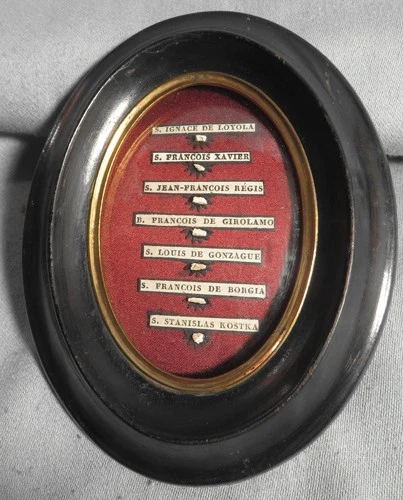 S. IGNACE DE LOYOLA
S. FRANÇOIS XAVIER
S. JEAN-FRANÇOIS RÉGIS
B. FRANÇOIS DE GIROLAMO
S. LOUIS DE GONZAGUE
S. FRANÇOIS DE BORGIA
S. STANISLAS KOSTKA